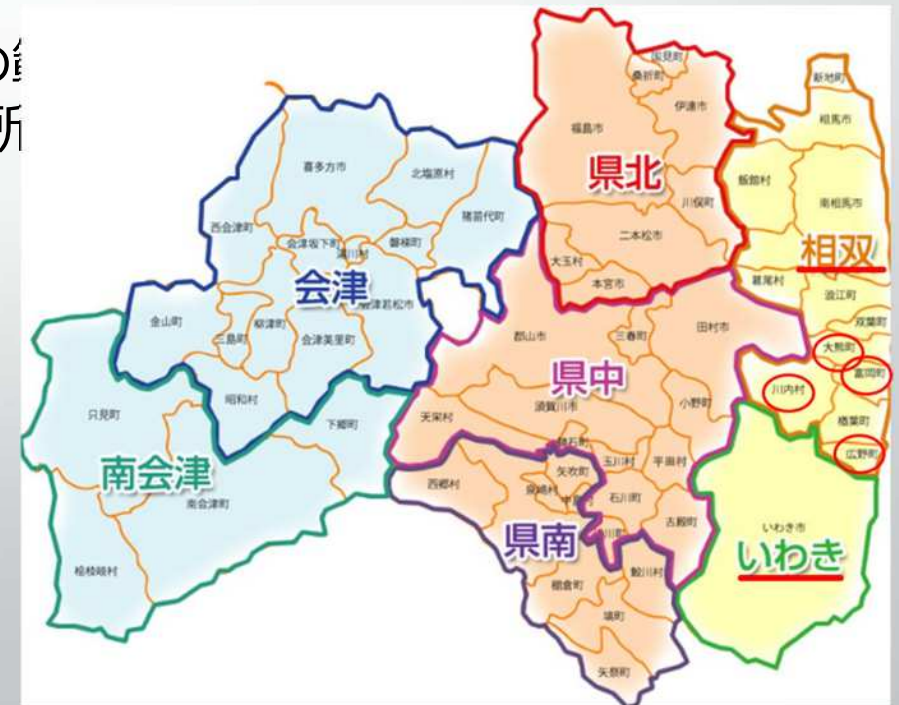 所
国見町
桑折町
伊達市
福島市
県北
川俣町
二本松市
大玉村
本宮市
新地町
相馬市
飯舘村
南相馬市
相双
葛尾村
浪江町
双葉町
大熊町
富岡町
川内村
楢葉町
広野町
喜多方市
北塩原村
猪苗代町
西会津町
会津坂下町
湯川村
磐梯町
会津
会津若松市
金山町
三島町
柳津町
会津美里町
昭和村
只見町
下郷町
南会津
南会津町
桧枝岐村
郡山市
三春町
田村市
県中
須賀川市
小野町
天栄村
鏡石町
玉川村
平田村
石川町
古殿町
西郷村
矢吹町
泉崎村
中島村
県南
棚倉町
鮫川村
塙町
矢祭町
いわき市
いわき